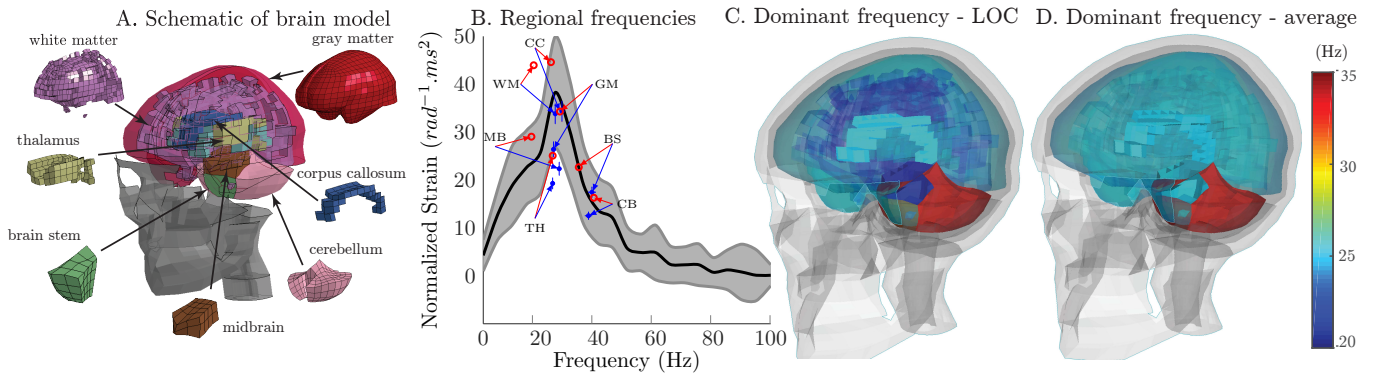 A. Schematic of brain model
white matter
gray matter
thalamus
corpus callosum
brain stem
cerebellum
midbrain
B. Regional frequencies
Normalized Strain (rad⁻¹.ms²)
50
40
30
20
10
0
CC
WM
GM
MB
BS
CB
TH
0 20 40 60 80 100
Frequency (Hz)
C. Dominant frequency - LOC
D. Dominant frequency - average
(Hz)
35
30
25
20